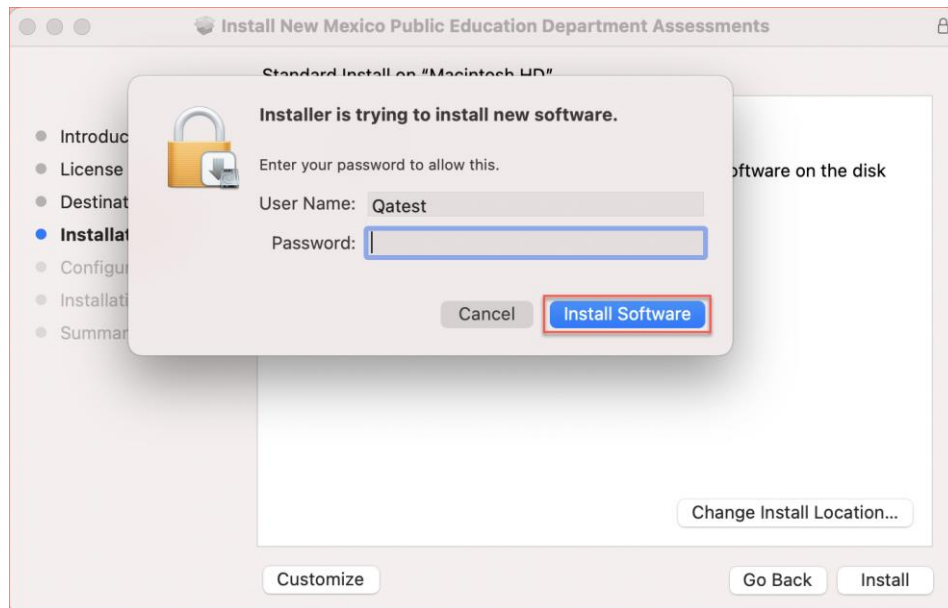 Install New Mexico Public Education Department Assessments
Standard Install on "Macintosh HD"
Installer is trying to install new software.
Enter your password to allow this.
User Name: Qatest
Password:
Cancel
Install Software
Introduc
License
Destinat
Installat
Configur
Installati
Summar
oftware on the disk
Change Install Location...
Customize
Go Back
Install